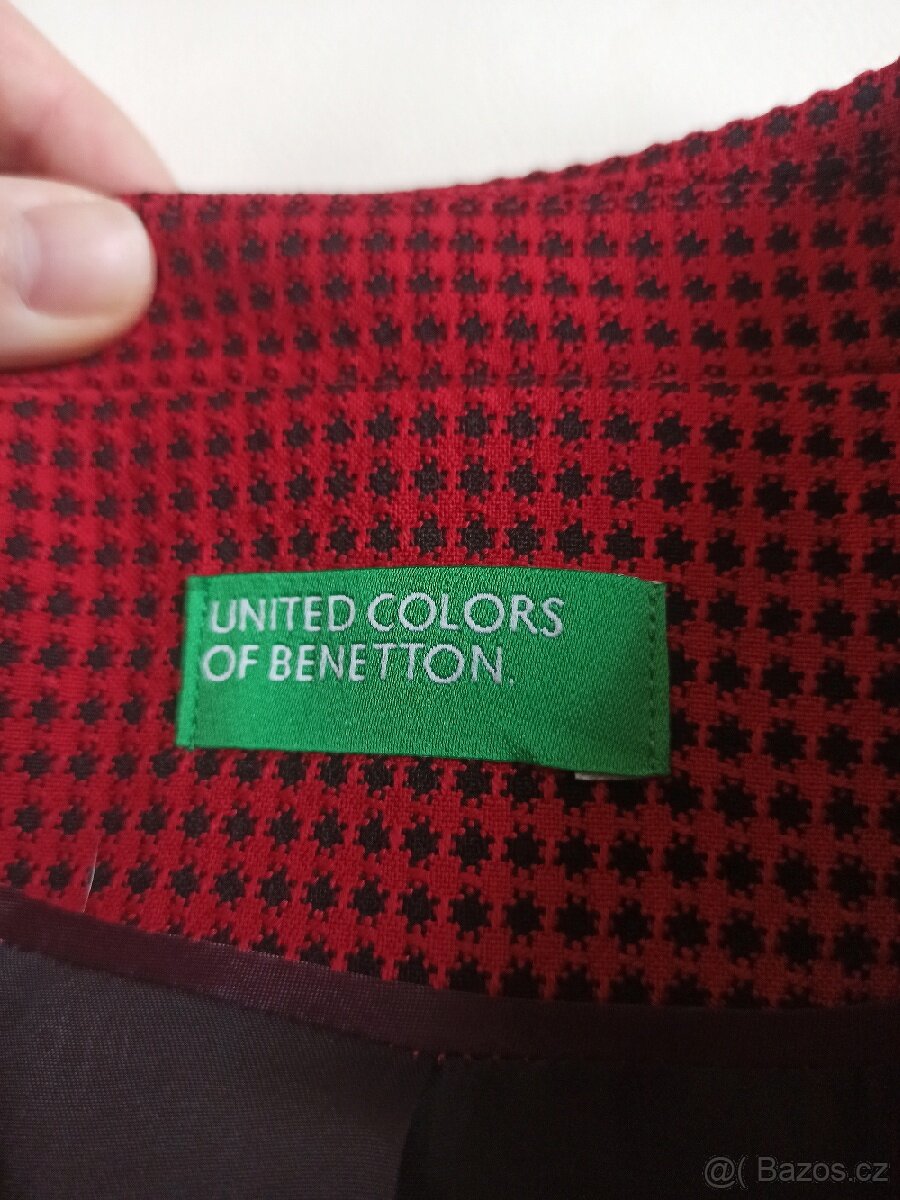 UNITED COLORS
OF BENETTON.
@( Bazos.cz